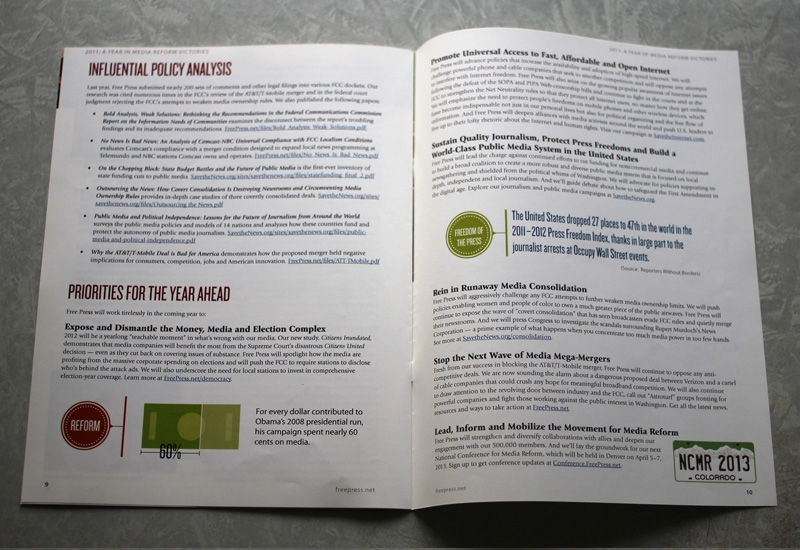 2011: A YEAR IN MEDIA REFORM VICTORIES
INFLUENTIAL POLICY ANALYSIS
Last year, Free Press submitted nearly 200 sets of comments and other legal filings into various FCC dockets. Our
research was cited numerous times in the FCC's review of the AT&T/T-Mobile merger and in the federal court
judgment rejecting the FCC's attempts to weaken media ownership rules. We also published the following papers:
• Bold Analysis, Weak Solutions: Rethinking the Recommendations in the Federal Communications Committee
Report on the Information Needs of Communities examines the disconnect between the report's troubling
findings and its inadequate recommendations. FreePress.net/files/Bold_Analysis_Weak_Solutions.pdf
• No News Is Bad News: An Analysis of Comcast-NBC Universal Compliance with FCC Localism Conditions
evaluates Comcast's compliance with a merger condition designed to expand local news programming at
Telemundo and NBC stations Comcast owns and operates. FreePress.net/files/No_News_Is_Bad_News.pdf
• On the Chopping Block: State Budget Battles and the Future of Public Media is the first-ever inventory of
state funding cuts to public media. SavetheNews.org/sites/savethenews.org/files/statefunding_final_2.pdf
• Outsourcing the News: How Covert Consolidation Is Destroying Newsrooms and Circumventing Media
Ownership Rules provides in-depth case studies of three covertly consolidated deals. SavetheNews.org/sites/
savethenews.org/files/Outsourcing the News.pdf
• Public Media and Political Independence: Lessons for the Future of Journalism from Around the World
surveys the public media policies and models of 14 nations and analyzes how these countries fund and
protect the autonomy of public media journalists. SavetheNews.org/sites/savethenews.org/files/public-
media-and-political-independence.pdf
• Why the AT&T/T-Mobile Deal is Bad for America demonstrates how the proposed merger held negative
implications for consumers, competition, jobs and American innovation. FreePress.net/files/ATT-TMobile.pdf
PRIORITIES FOR THE YEAR AHEAD
Free Press will work tirelessly in the coming year to:
Expose and Dismantle the Money, Media and Election Complex
2012 will be a yearlong "teachable moment" in what's wrong with our media. Our new study, Citizens Inundated,
demonstrates that media companies will benefit the most from the Supreme Court's disastrous Citizens United
decision — even as they cut back on covering issues of substance. Free Press will spotlight how the media are
profiting from the massive corporate spending on elections and will push the FCC to require stations to disclose
who's behind the attack ads. We will also underscore the need for local stations to invest in comprehensive
election-year coverage. Learn more at FreePress.net/democracy.
REFORM
60%
For every dollar contributed to
Obama's 2008 presidential run,
his campaign spent nearly 60
cents on media.
9
freepress.net
2011: A YEAR OF MEDIA REFORM VICTORIES
Promote Universal Access to Fast, Affordable and Open Internet
Free Press will advance policies that increase the availability and adoption of high-speed Internet. We will
challenge powerful phone and cable companies that seek to smother competition and will oppose any attempts
to interfere with Internet freedom. Free Press will also seize on the growing popular awareness of Internet issues
following the defeat of the SOPA and PIPA Web-censorship bills and continue to fight in the courts and at the
FCC to strengthen the Net Neutrality rules so that they protect all Internet users, no matter how they get online.
We will emphasize the need to protect people's freedoms on mobile phones and other wireless devices, which
have become indispensable not just in our personal lives but also for political organizing and the free flow of
information. And Free Press will deepen alliances with media activists around the world and push U.S. leaders to
live up to their lofty rhetoric about the Internet and human rights. Visit our campaign at SavetheInternet.com.
Sustain Quality Journalism, Protect Press Freedoms and Build a
World-Class Public Media System in the United States
Free Press will lead the charge against continued efforts to cut funding for noncommercial media and continue
to build a broad coalition to create a more robust and diverse public media system that is focused on local
newsgathering and shielded from the political whims of Washington. We will advocate for policies supporting in-
depth, independent and local journalism. And we'll guide debate about how to safeguard the First Amendment in
the digital age. Explore our journalism and public media campaigns at SavetheNews.org.
FREEDOM OF
THE PRESS
The United States dropped 27 places to 47th in the world in the
2011–2012 Press Freedom Index, thanks in large part to the
journalist arrests at Occupy Wall Street events.
(Source: Reporters Without Borders)
Rein in Runaway Media Consolidation
Free Press will aggressively challenge any FCC attempts to further weaken media ownership limits. We will push
policies enabling women and people of color to own a much greater piece of the public airwaves. Free Press will
continue to expose the wave of "covert consolidation" that has seen broadcasters evade FCC rules and quietly merge
their newsrooms. And we will press Congress to investigate the scandals surrounding Rupert Murdoch's News
Corporation — a prime example of what happens when you concentrate too much media power in too few hands.
See more at SavetheNews.org/consolidation.
Stop the Next Wave of Media Mega-Mergers
Fresh from our success in blocking the AT&T/T-Mobile merger, Free Press will continue to oppose any anti-
competitive deals. We are now sounding the alarm about a dangerous proposed deal between Verizon and a cartel
of cable companies that could crush any hope for meaningful broadband competition. We will also continue
to draw attention to the revolving door between industry and the FCC, call out "Astroturf" groups fronting for
powerful companies and fight those working against the public interest in Washington. Get all the latest news,
resources and ways to take action at FreePress.net.
Lead, Inform and Mobilize the Movement for Media Reform
Free Press will strengthen and diversify collaborations with allies and deepen our
engagement with our 500,000 members. And we'll lay the groundwork for our next
National Conference for Media Reform, which will be held in Denver on April 5–7,
2013. Sign up to get conference updates at Conference.FreePress.net.
NCMR 2013
COLORADO
freepress.net
10